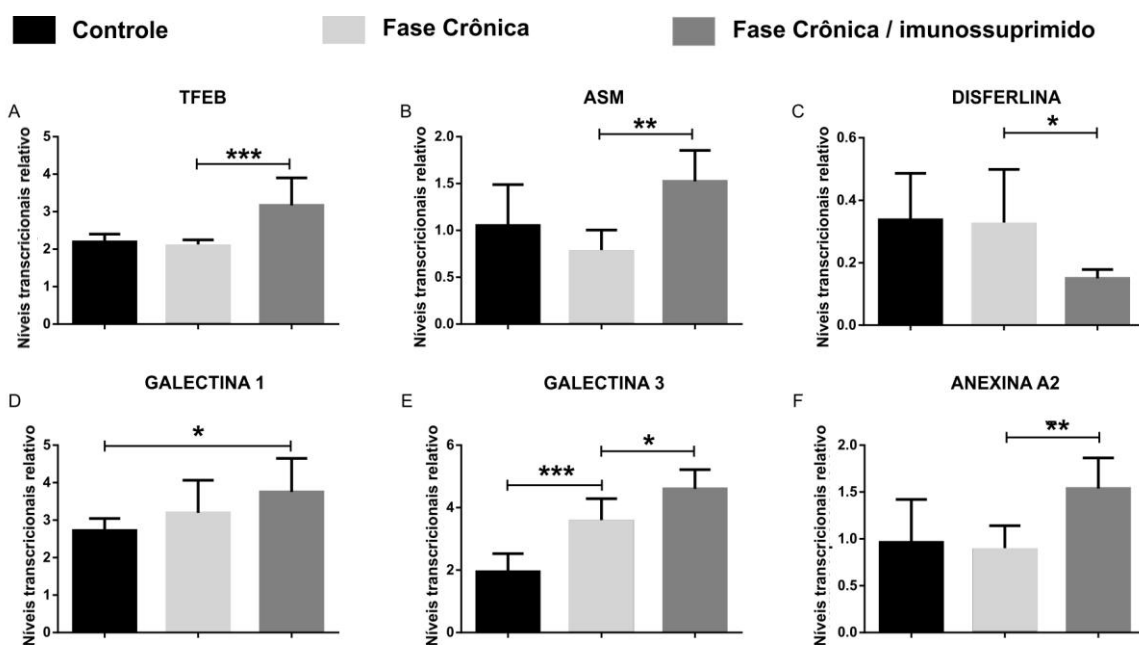 Controle
Fase Crônica
Fase Crônica / imunossuprimido
A
TFEB
Níveis transcricionais relativo
5
4
3
2
1
0
***
B
ASM
Níveis transcricionais relativo
2.0
1.5
1.0
0.5
0.0
**
C
DISFERLINA
Níveis transcricionais relativo
0.6
0.4
0.2
0.0
*
D
GALECTINA 1
Níveis transcricionais relativo
5
4
3
2
1
0
*
E
GALECTINA 3
Níveis transcricionais relativo
6
4
2
0
***
*
F
ANEXINA A2
Níveis transcricionais relativo
2.0
1.5
1.0
0.5
0.0
**